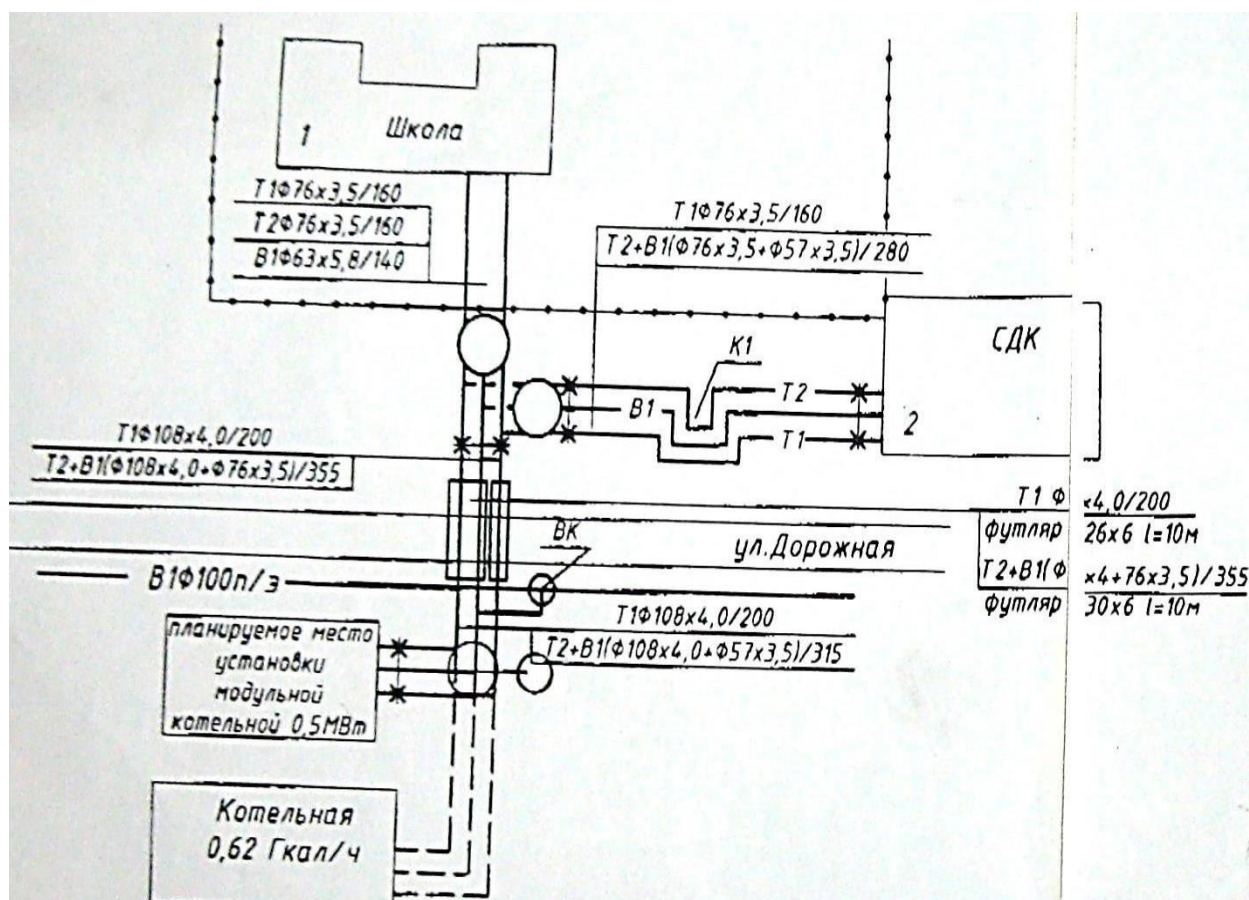 1
Школа
Т1Ф76х3,5/160
Т2Ф76х3,5/160
В1Ф63х5,8/140
Т1Ф76х3,5/160
Т2+В1(Ф76х3,5+Ф57х3,5)/280
СДК
2
К1
Т2
В1
Т1
Т1Ф108х4,0/200
Т2+В1(Ф108х4,0+Ф76х3,5)/355
Т1 Ф х4,0/200
футляр 26х6 l=10м
Т2+В1(Ф х4+76х3,5)/355
футляр 30х6 l=10м
ВК
ул.Дорожная
В1Ф100п/э
Т1Ф108х4,0/200
Т2+В1(Ф108х4,0+Ф57х3,5)/315
планируемое место
установки
модульной
котельной 0,5МВт
Котельная
0,62 Гкал/ч